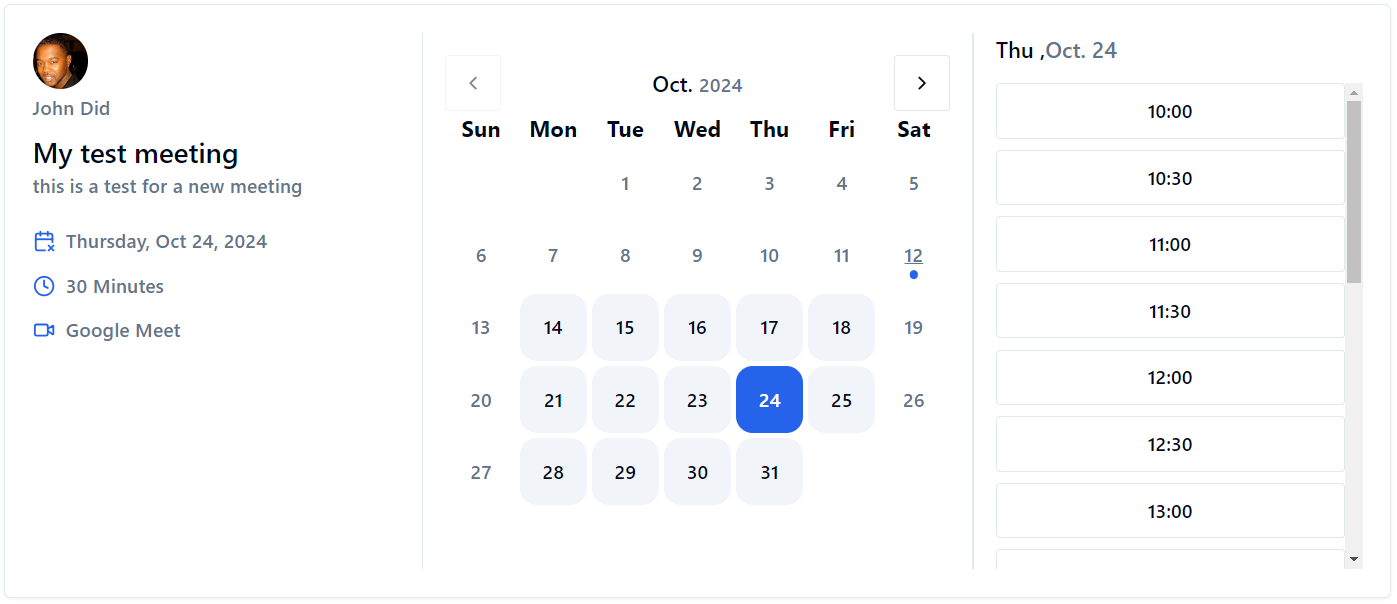 John Did
My test meeting
this is a test for a new meeting
Thursday, Oct 24, 2024
30 Minutes
Google Meet
Oct. 2024
Sun Mon Tue Wed Thu Fri Sat
1 2 3 4 5
6 7 8 9 10 11 12
13 14 15 16 17 18 19
20 21 22 23 24 25 26
27 28 29 30 31
Thu ,Oct. 24
10:00
10:30
11:00
11:30
12:00
12:30
13:00